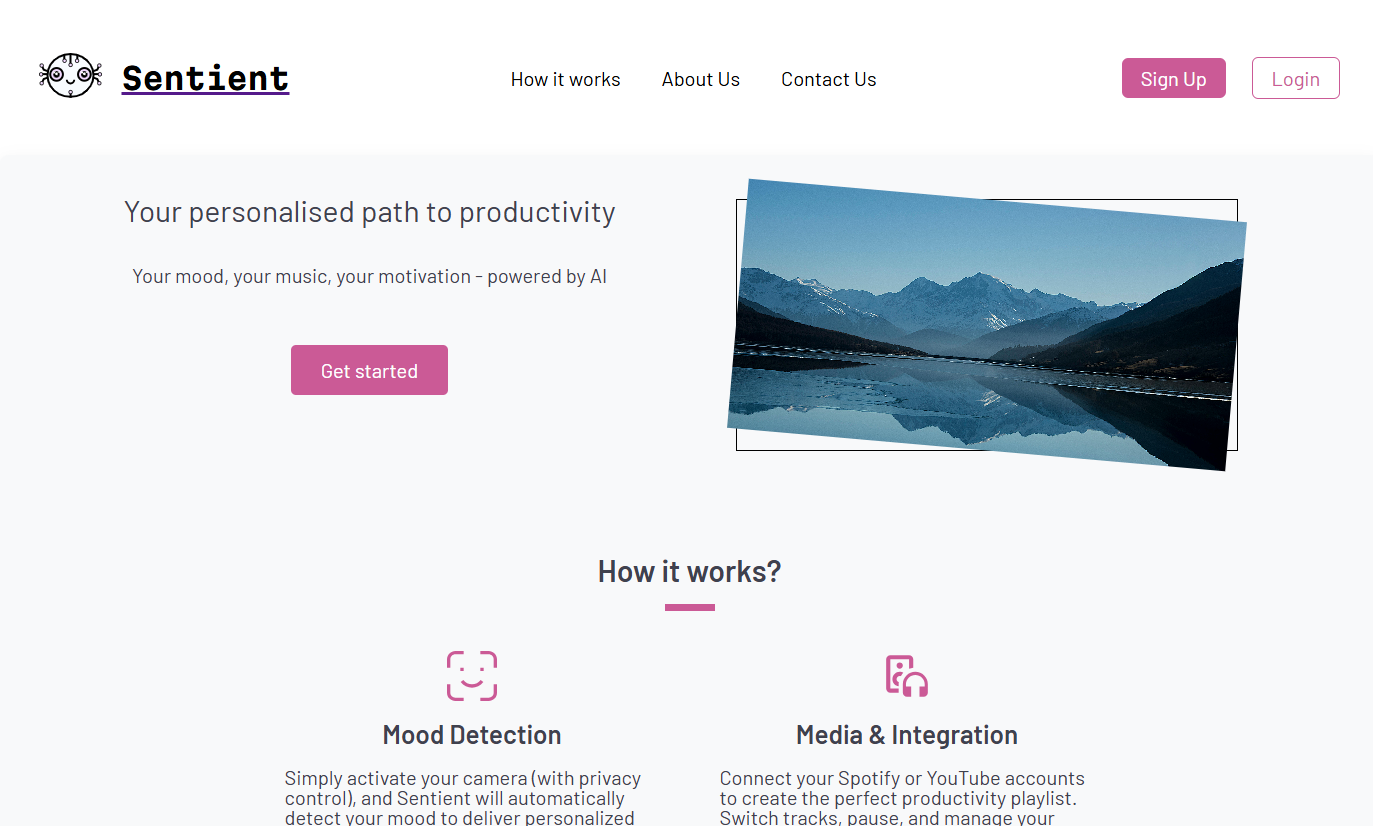 Sentient
How it works
About Us
Contact Us
Sign Up
Login
Your personalised path to productivity
Your mood, your music, your motivation - powered by AI
Get started
How it works?
Mood Detection
Simply activate your camera (with privacy
control), and Sentient will automatically
detect your mood to deliver personalized
Media & Integration
Connect your Spotify or YouTube accounts
to create the perfect productivity playlist.
Switch tracks, pause, and manage your